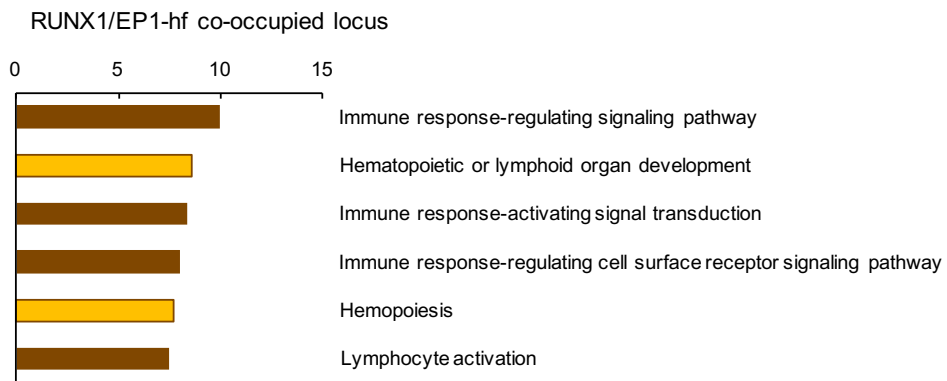 RUNX1/EP1-hf co-occupied locus
0 5 10 15
Immune response-regulating signaling pathway
Hematopoietic or lymphoid organ development
Immune response-activating signal transduction
Immune response-regulating cell surface receptor signaling pathway
Hemopoiesis
Lymphocyte activation